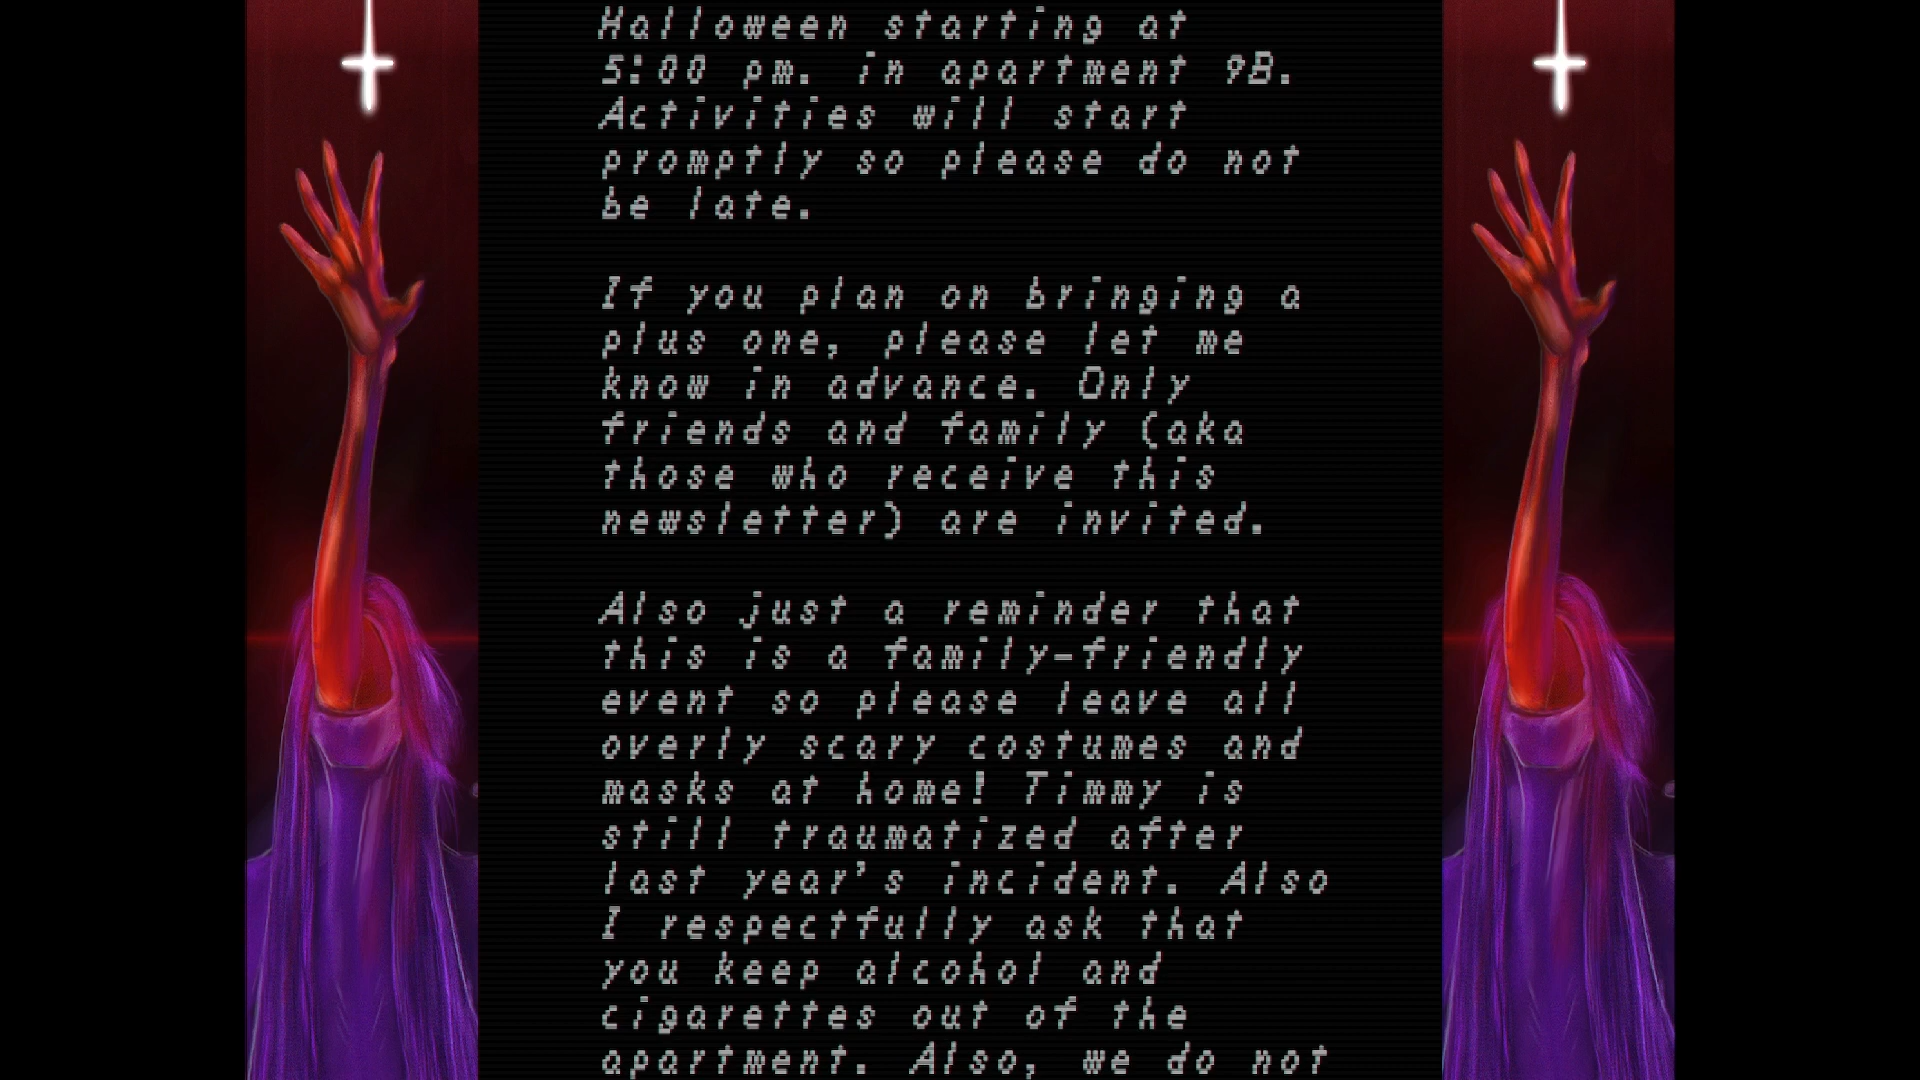 Halloween starting at
5:00 pm. in apartment 9B.
Activities will start
promptly so please do not
be late.
If you plan on bringing a
plus one, please let me
know in advance. Only
friends and family (aka
those who receive this
newsletter) are invited.
Also just a reminder that
this is a family-friendly
event so please leave all
overly scary costumes and
masks at home! Timmy is
still traumatized after
last year's incident. Also
I respectfully ask that
you keep alcohol and
cigarettes out of the
apartment. Also, we do not